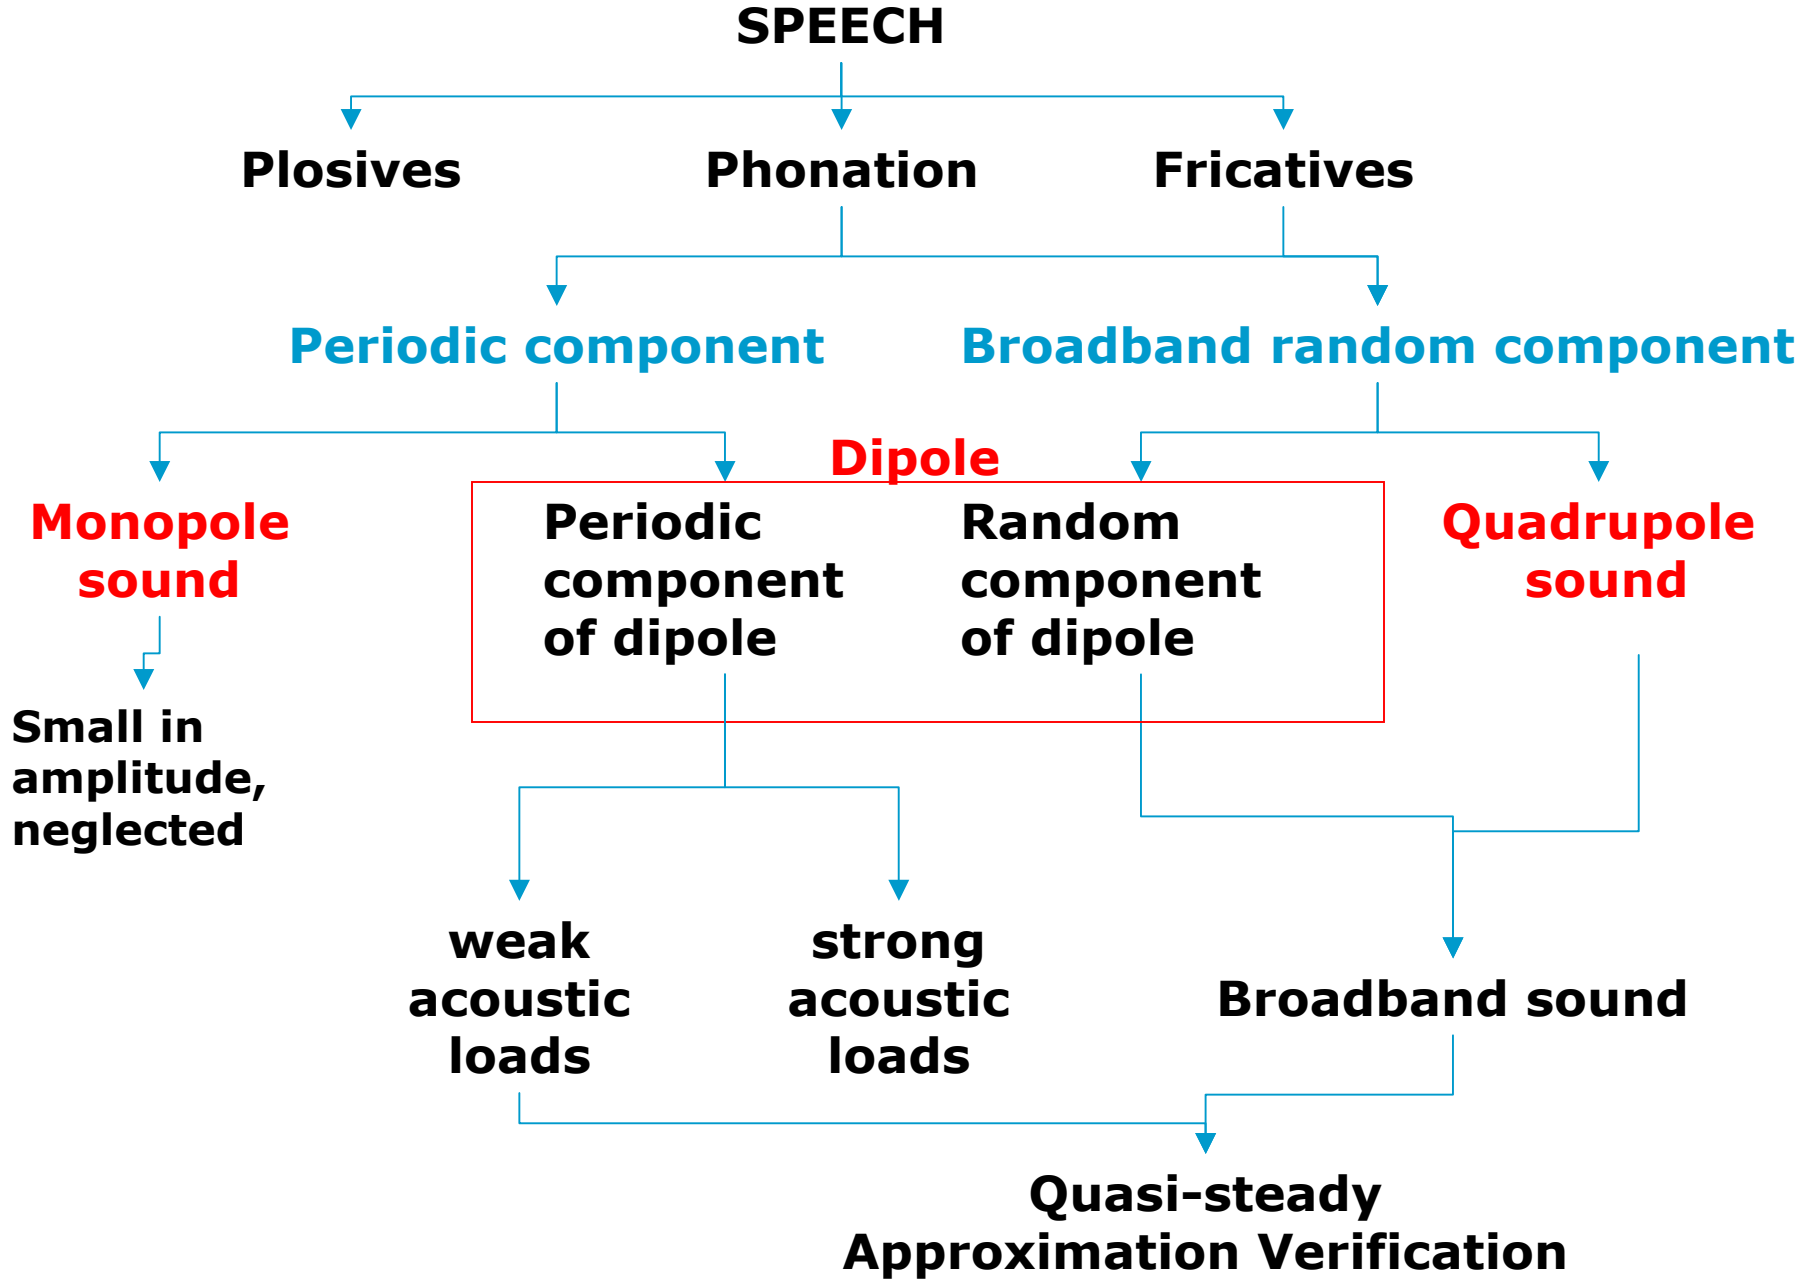 SPEECH
Plosives
Phonation
Fricatives
Periodic component
Broadband random component
Dipole
Monopole
sound
Periodic
component
of dipole
Random
component
of dipole
Quadrupole
sound
Small in
amplitude,
neglected
weak
acoustic
loads
strong
acoustic
loads
Broadband sound
Quasi-steady
Approximation Verification